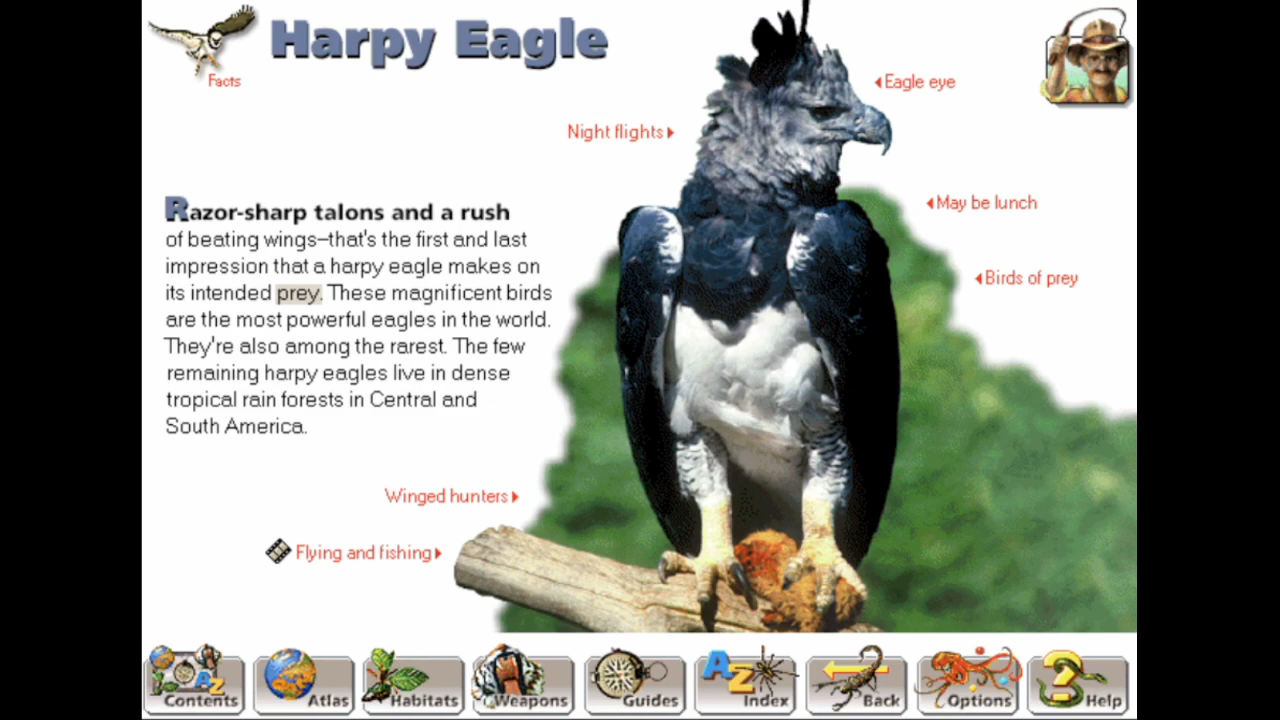 Harpy Eagle
Facts
Eagle eye
Night flights
May be lunch
Birds of prey
Razor-sharp talons and a rush
of beating wings–that's the first and last
impression that a harpy eagle makes on
its intended prey. These magnificent birds
are the most powerful eagles in the world.
They're also among the rarest. The few
remaining harpy eagles live in dense
tropical rain forests in Central and
South America.
Winged hunters
Flying and fishing
Contents
Atlas
Habitats
Weapons
Guides
AZ Index
Back
Options
? Help